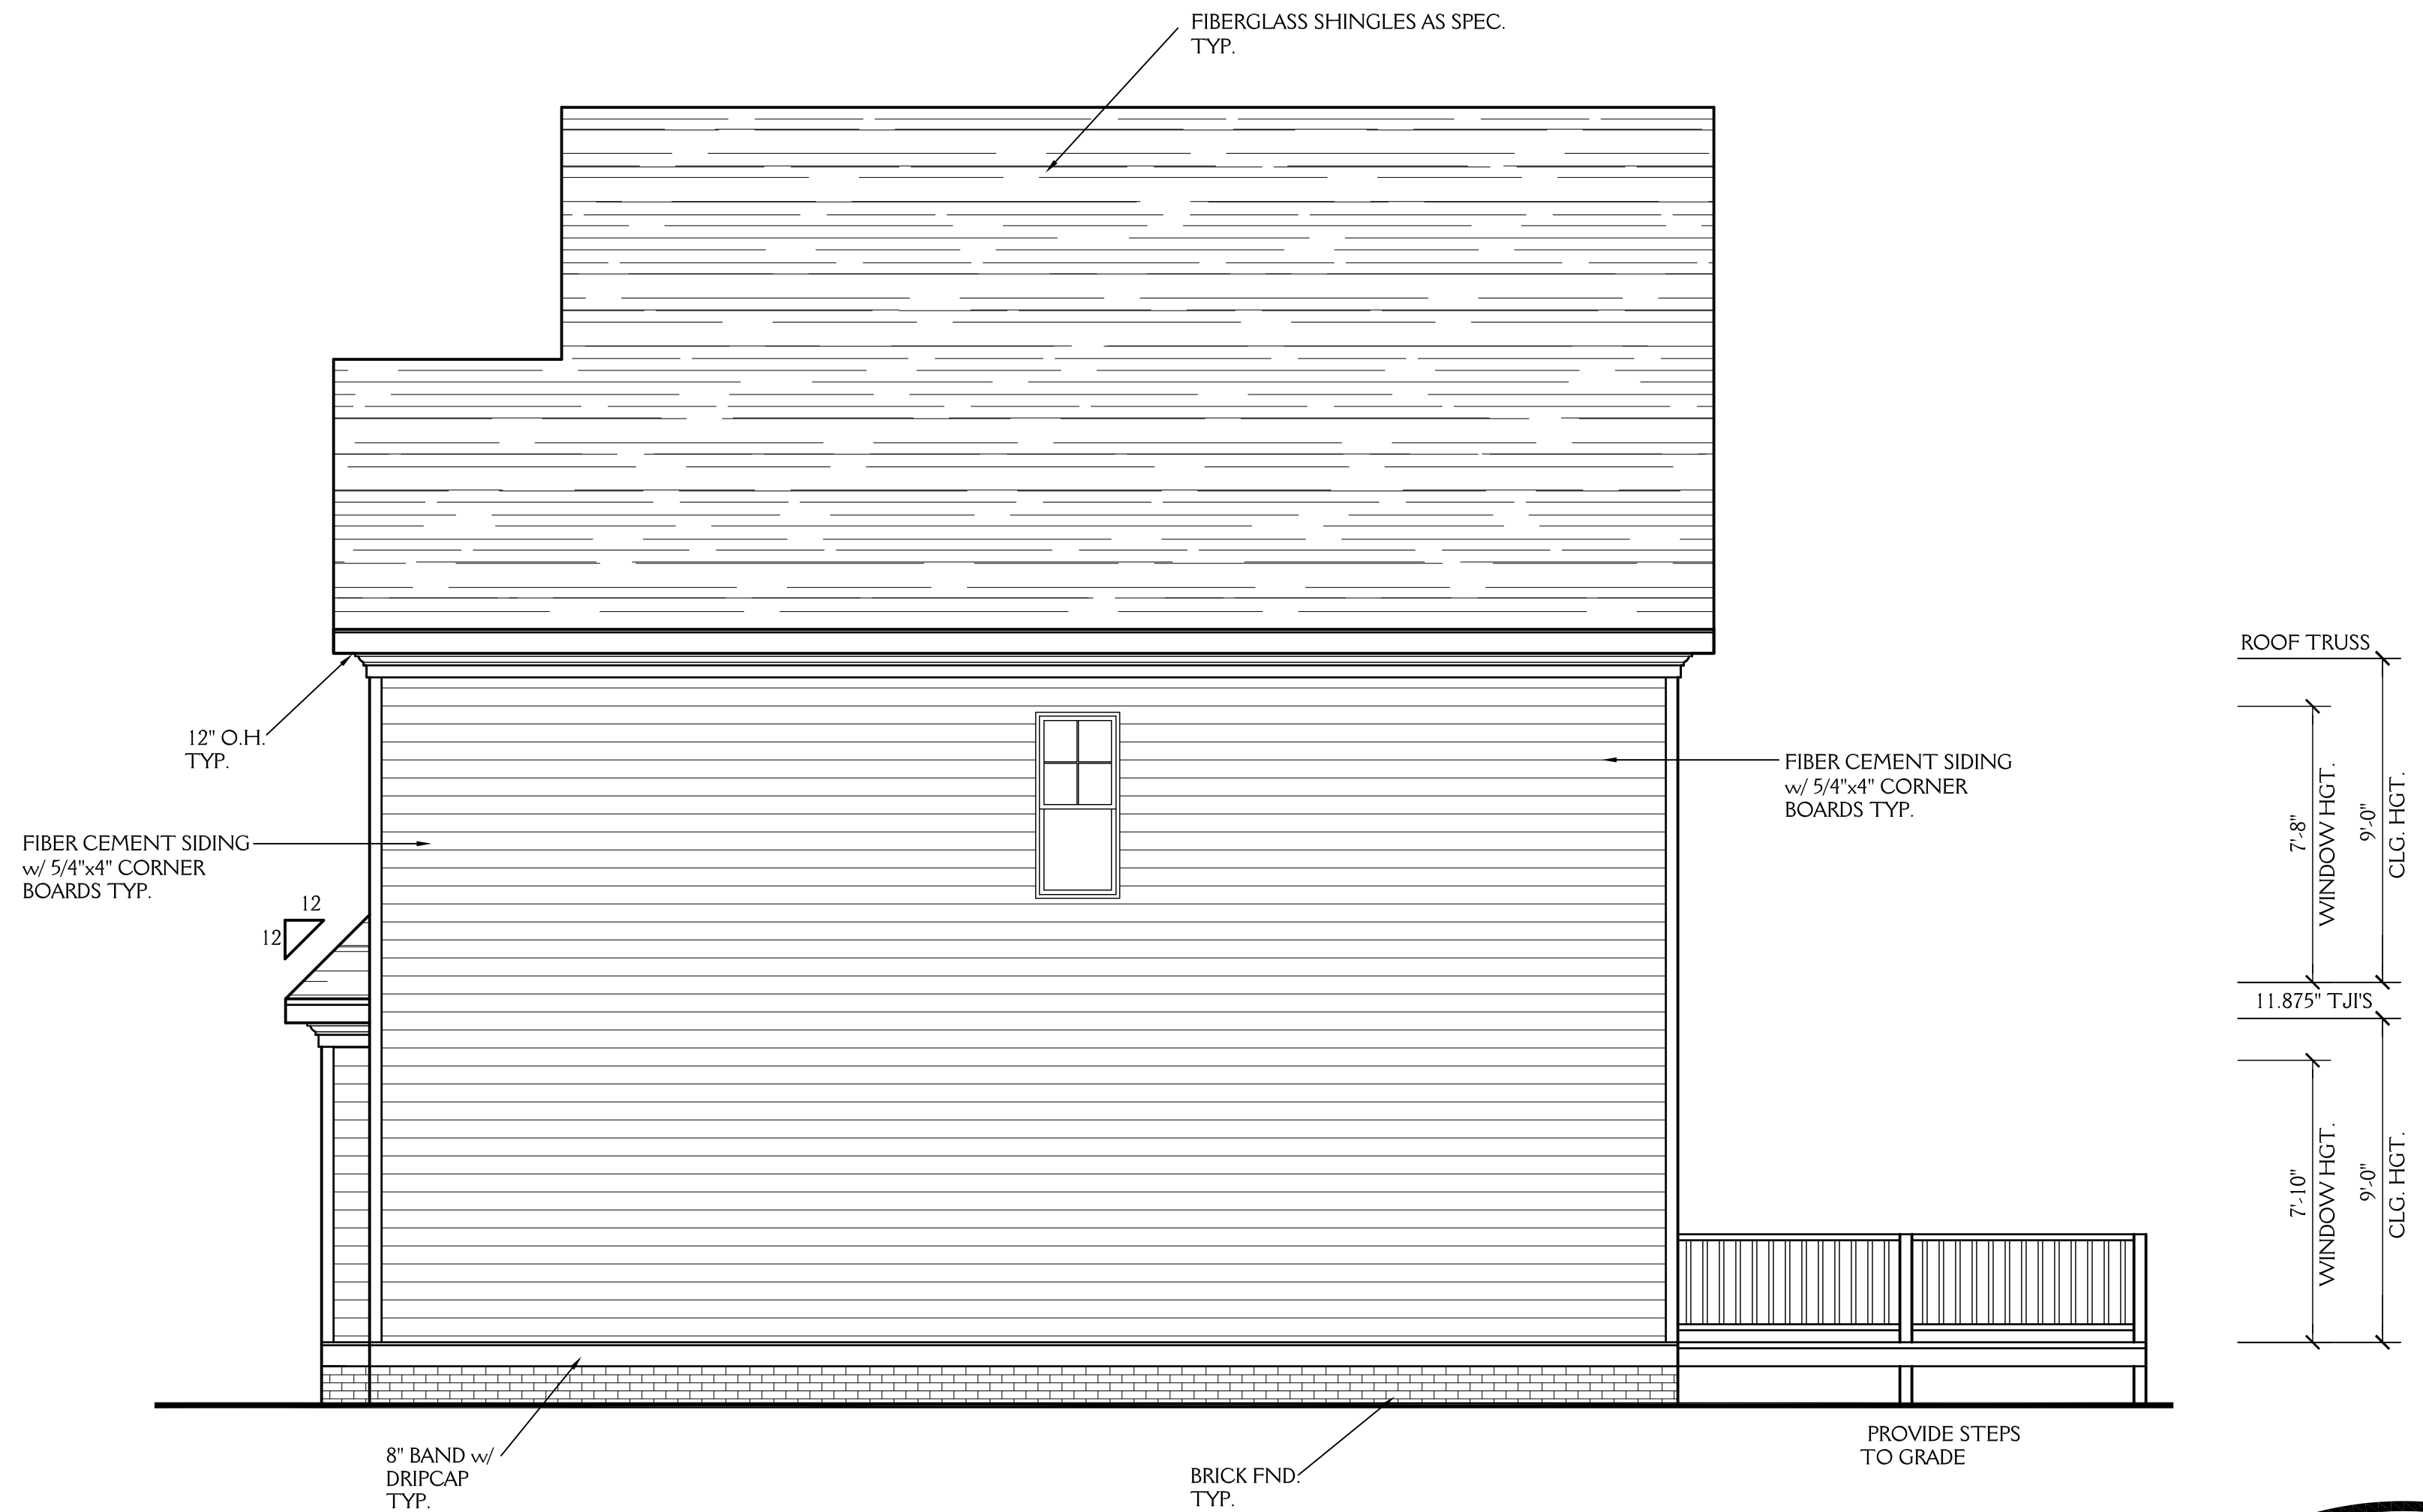 FIBERGLASS SHINGLES AS SPEC.
TYP.
ROOF TRUSS
12" O.H.
TYP.
FIBER CEMENT SIDING
w/ 5/4"x4" CORNER
BOARDS TYP.
7'-8"
WINDOW HGT.
9'-0"
CLG. HGT.
FIBER CEMENT SIDING
w/ 5/4"x4" CORNER
BOARDS TYP.
12
12
11.875" TJI'S
7'-10"
WINDOW HGT.
9'-0"
CLG. HGT.
PROVIDE STEPS
TO GRADE
8" BAND w/
DRIPCAP
TYP.
BRICK FND.
TYP.